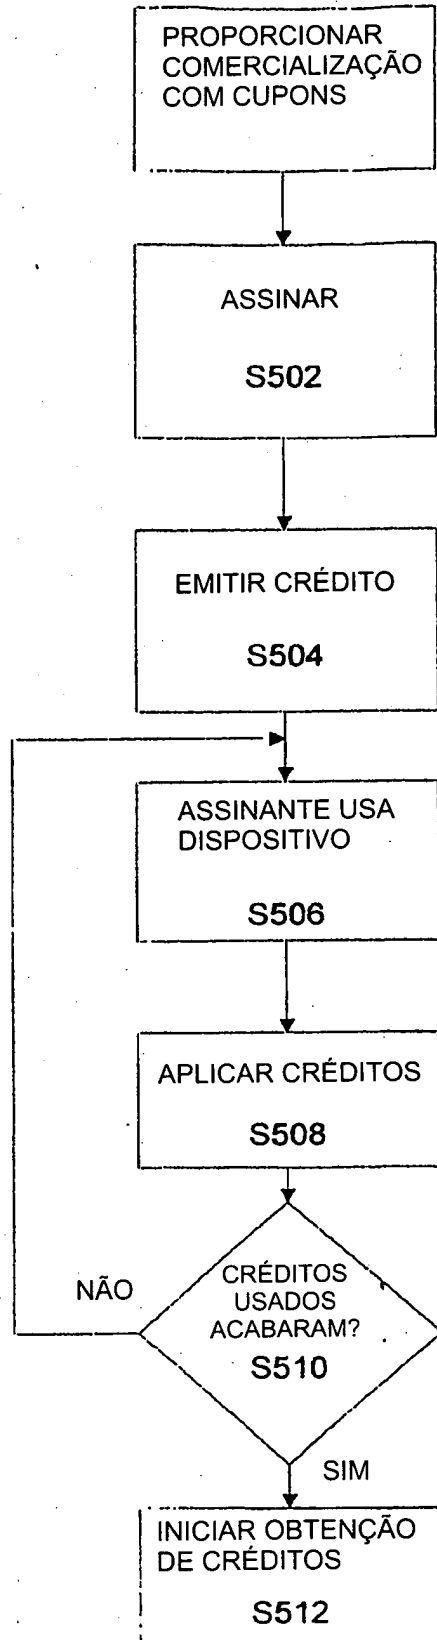 PROPORCIONAR
COMERCIALIZAÇÃO
COM CUPONS
ASSINAR
S502
EMITIR CRÉDITO
S504
ASSINANTE USA
DISPOSITIVO
S506
APLICAR CRÉDITOS
S508
NÃO
CRÉDITOS
USADOS
ACABARAM?
S510
SIM
INICIAR OBTENÇÃO
DE CRÉDITOS
S512